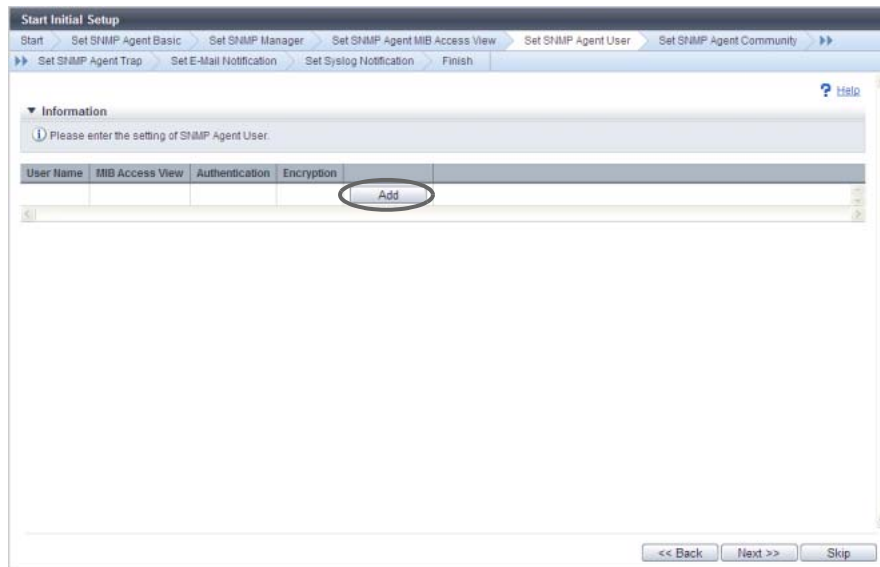 Start Initial Setup
Start Set SNMP Agent Basic Set SNMP Manager Set SNMP Agent MIB Access View Set SNMP Agent User Set SNMP Agent Community
Set SNMP Agent Trap Set E-Mail Notification Set Syslog Notification Finish
? Help
Information
Please enter the setting of SNMP Agent User.
User Name MIB Access View Authentication Encryption
Add
<< Back Next >> Skip